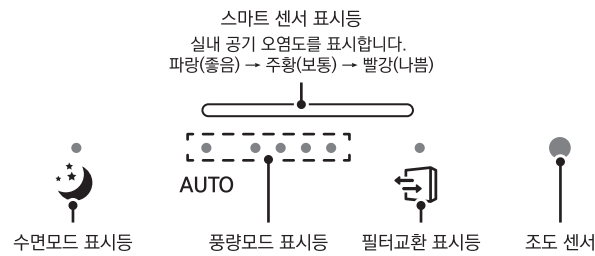 스마트 센서 표시등
실내 공기 오염도를 표시합니다.
파랑(좋음) → 주황(보통) → 빨강(나쁨)
AUTO
수면모드 표시등
풍량모드 표시등
필터교환 표시등
조도 센서